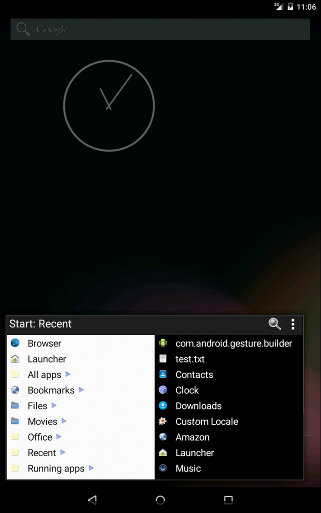 3G 11:06
Google
Start: Recent
Browser
Launcher
All apps
Bookmarks
Files
Movies
Office
Recent
Running apps
com.android.gesture.builder
test.txt
Contacts
Clock
Downloads
Custom Locale
Amazon
Launcher
Music